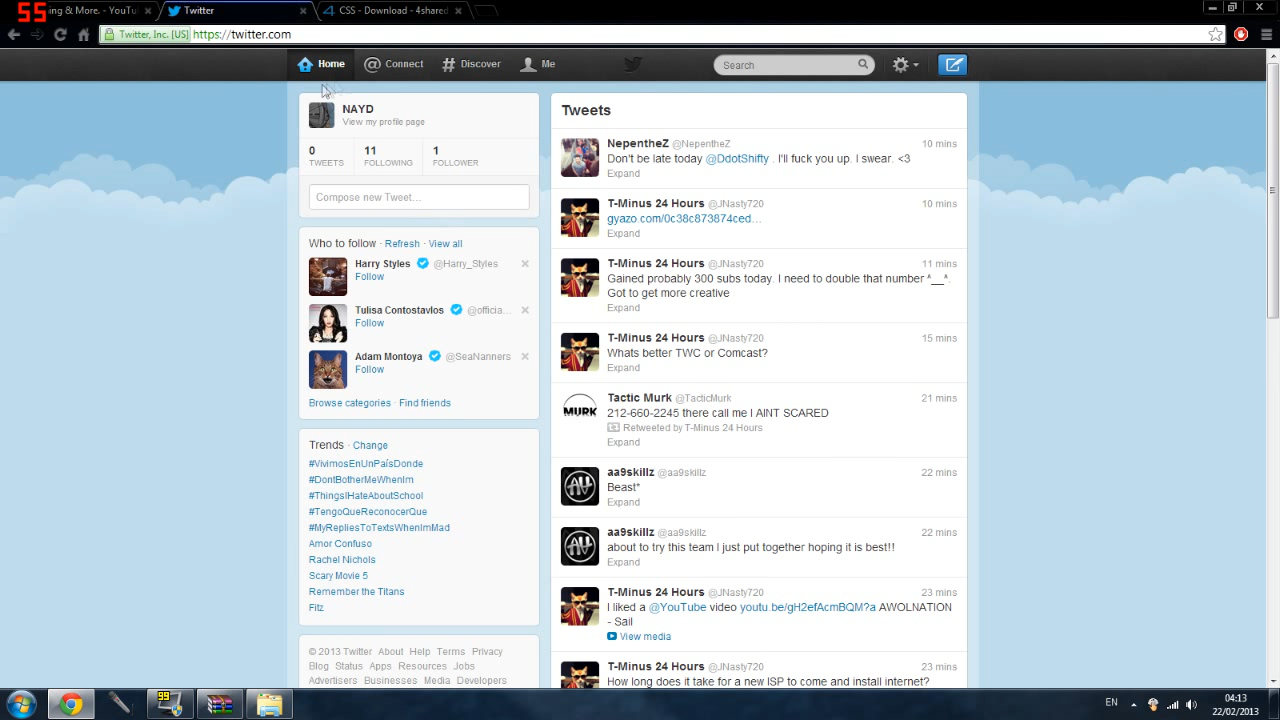 55
ing & More. - YouTu
Twitter
CSS - Download - 4shared
Twitter, Inc. [US]
https://twitter.com
Home
Connect
Discover
Me
Search
NAYD
View my profile page
0
TWEETS
11
FOLLOWING
1
FOLLOWER
Compose new Tweet...
Who to follow · Refresh · View all
Harry Styles @Harry_Styles
Follow
Tulisa Contostavlos @officia...
Follow
Adam Montoya @SeaNanners
Follow
Browse categories · Find friends
Trends · Change
#VivimosEnUnPaísDonde
#DontBotherMeWhenIm
#ThingsIHateAboutSchool
#TengoQueReconocerQue
#MyRepliesToTextsWhenImMad
Amor Confuso
Rachel Nichols
Scary Movie 5
Remember the Titans
Fitz
© 2013 Twitter About Help Terms Privacy
Blog Status Apps Resources Jobs
Advertisers Businesses Media Developers
Tweets
NepentheZ @NepentheZ 10 mins
Don't be late today @DdotShifty . I'll fuck you up. I swear. <3
Expand
T-Minus 24 Hours @JNasty720 10 mins
gyazo.com/0c38c873874ced...
Expand
T-Minus 24 Hours @JNasty720 11 mins
Gained probably 300 subs today. I need to double that number ^__^.
Got to get more creative
Expand
T-Minus 24 Hours @JNasty720 15 mins
Whats better TWC or Comcast?
Expand
MURK
Tactic Murk @TacticMurk 21 mins
212-660-2245 there call me I AINT SCARED
Retweeted by T-Minus 24 Hours
Expand
aa9skillz @aa9skillz 22 mins
Beast*
Expand
aa9skillz @aa9skillz 22 mins
about to try this team I just put together hoping it is best!!
Expand
T-Minus 24 Hours @JNasty720 23 mins
I liked a @YouTube video youtu.be/gH2efAcmBQM?a AWOLNATION
- Sail
View media
T-Minus 24 Hours @JNasty720 23 mins
How long does it take for a new ISP to come and install internet?
99
EN
04:13
22/02/2013